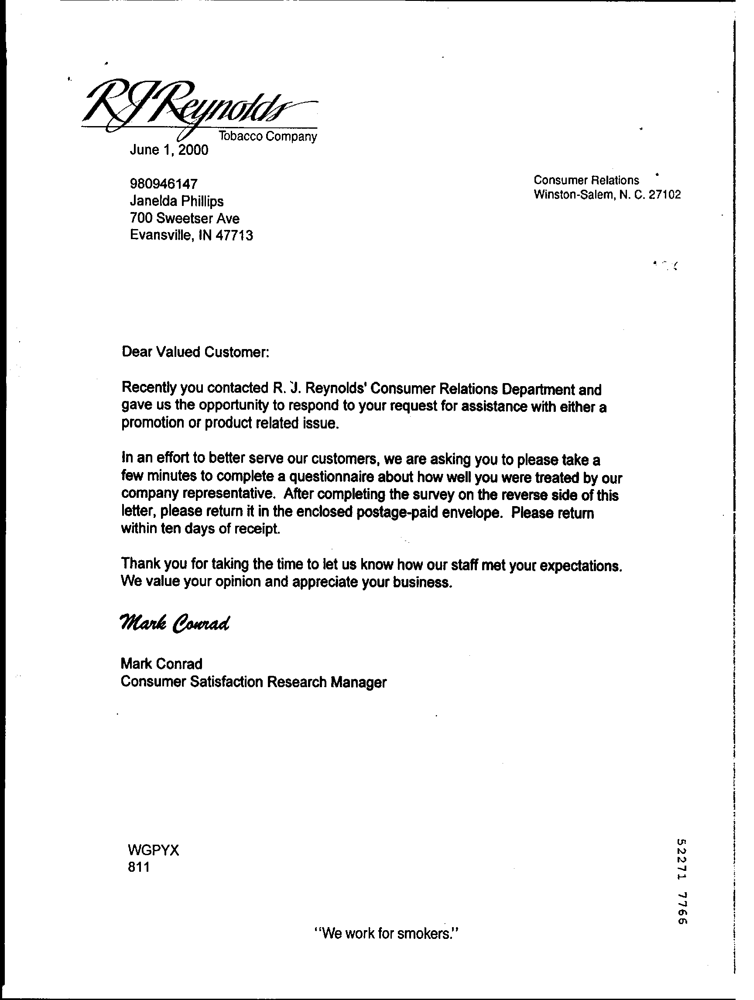 RJReynolds
Tobacco Company
June 1, 2000
980946147
Janelda Phillips
700 Sweetser Ave
Evansville, IN 47713
Consumer Relations
Winston-Salem, N. C. 27102
Dear Valued Customer:
Recently you contacted R. J. Reynolds' Consumer Relations Department and
gave us the opportunity to respond to your request for assistance with either a
promotion or product related issue.
In an effort to better serve our customers, we are asking you to please take a
few minutes to complete a questionnaire about how well you were treated by our
company representative. After completing the survey on the reverse side of this
letter, please return it in the enclosed postage-paid envelope. Please return
within ten days of receipt.
Thank you for taking the time to let us know how our staff met your expectations.
We value your opinion and appreciate your business.
Mark Conrad
Mark Conrad
Consumer Satisfaction Research Manager
WGPYX
811
52271 7766
"We work for smokers."